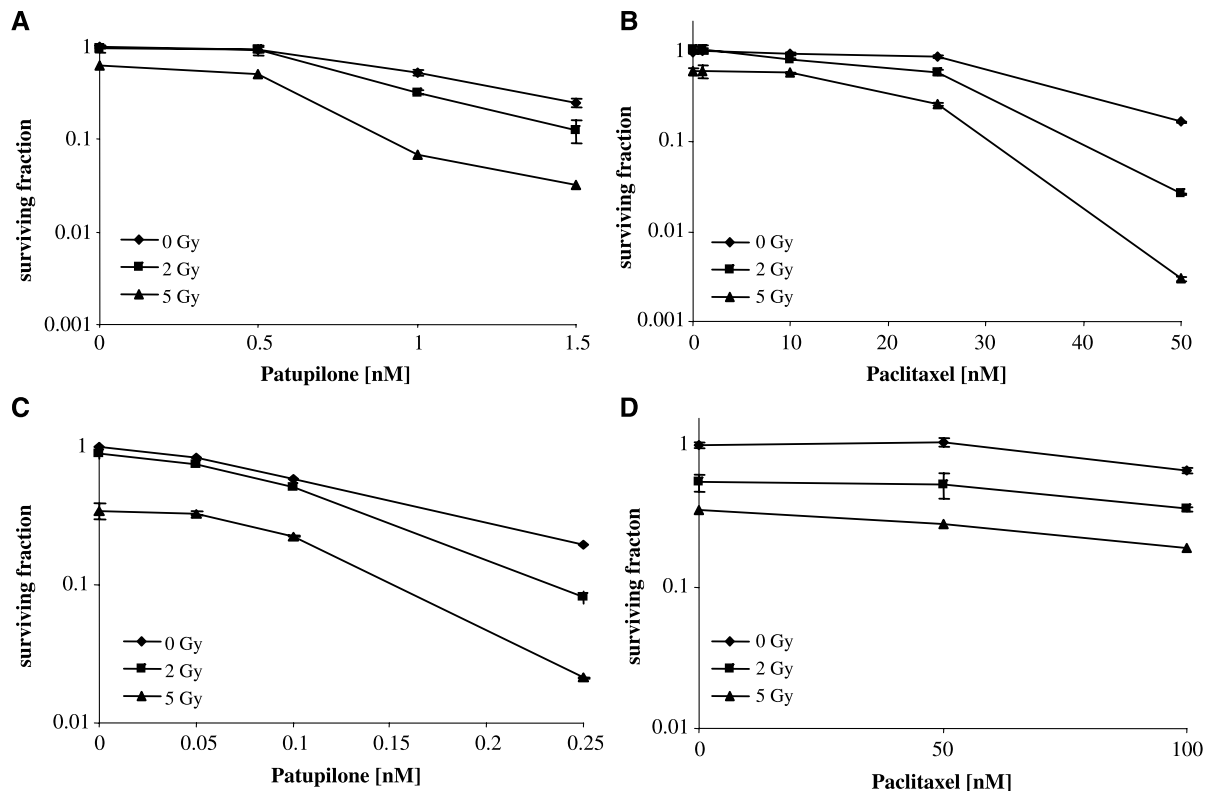 A
1
0.1
0.01
0.001
surviving fraction
0 Gy
2 Gy
5 Gy
0
0.5
1
1.5
Patupilone [nM]
B
1
0.1
0.01
0.001
surviving fraction
0 Gy
2 Gy
5 Gy
0
10
20
30
40
50
Paclitaxel [nM]
C
1
0.1
0.01
surviving fraction
0 Gy
2 Gy
5 Gy
0
0.05
0.1
0.15
0.2
0.25
Patupilone [nM]
D
1
0.1
0.01
surviving fracton
0 Gy
2 Gy
5 Gy
0
50
100
Paclitaxel [nM]